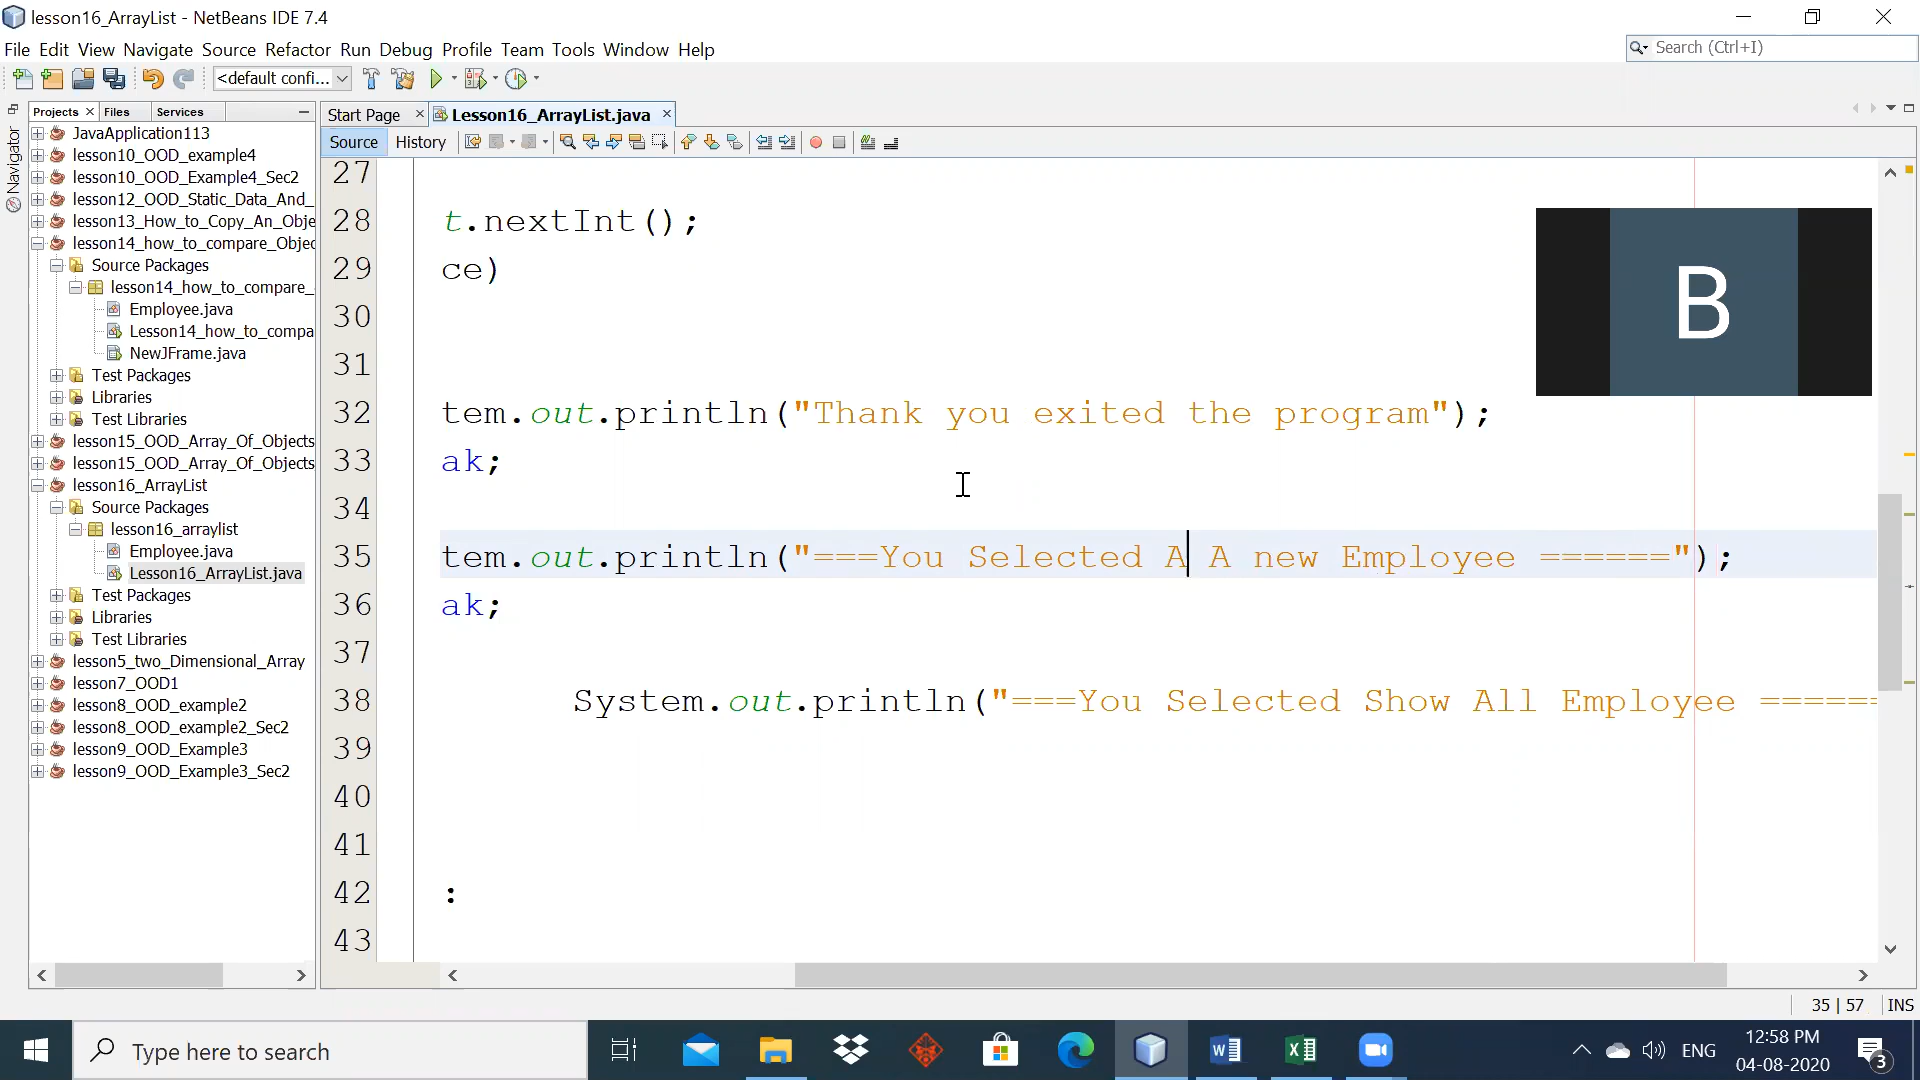 lesson16_ArrayList - NetBeans IDE 7.4
File Edit View Navigate Source Refactor Run Debug Profile Team Tools Window Help
Search (Ctrl+I)
<default confi...
Projects Files Services
Start Page Lesson16_ArrayList.java
Source History
Navigator
JavaApplication113
lesson10_OOD_example4
lesson10_OOD_Example4_Sec2
lesson12_OOD_Static_Data_And_
lesson13_How_to_Copy_An_Obje
lesson14_how_to_compare_Objec
Source Packages
lesson14_how_to_compare_
Employee.java
Lesson14_how_to_compa
NewJFrame.java
Test Packages
Libraries
Test Libraries
lesson15_OOD_Array_Of_Objects
lesson15_OOD_Array_Of_Objects
lesson16_ArrayList
Source Packages
lesson16_arraylist
Employee.java
Lesson16_ArrayList.java
Test Packages
Libraries
Test Libraries
lesson5_two_Dimensional_Array
lesson7_OOD1
lesson8_OOD_example2
lesson8_OOD_example2_Sec2
lesson9_OOD_Example3
lesson9_OOD_Example3_Sec2
27
28 t.nextInt();
29 ce)
30
31
32 tem.out.println("Thank you exited the program");
33 ak;
34
35 tem.out.println("===You Selected A A new Employee ======");
36 ak;
37
38 System.out.println("===You Selected Show All Employee ======
39
40
41
42 :
43
B
35 | 57 INS
Type here to search
ENG
12:58 PM
04-08-2020
3